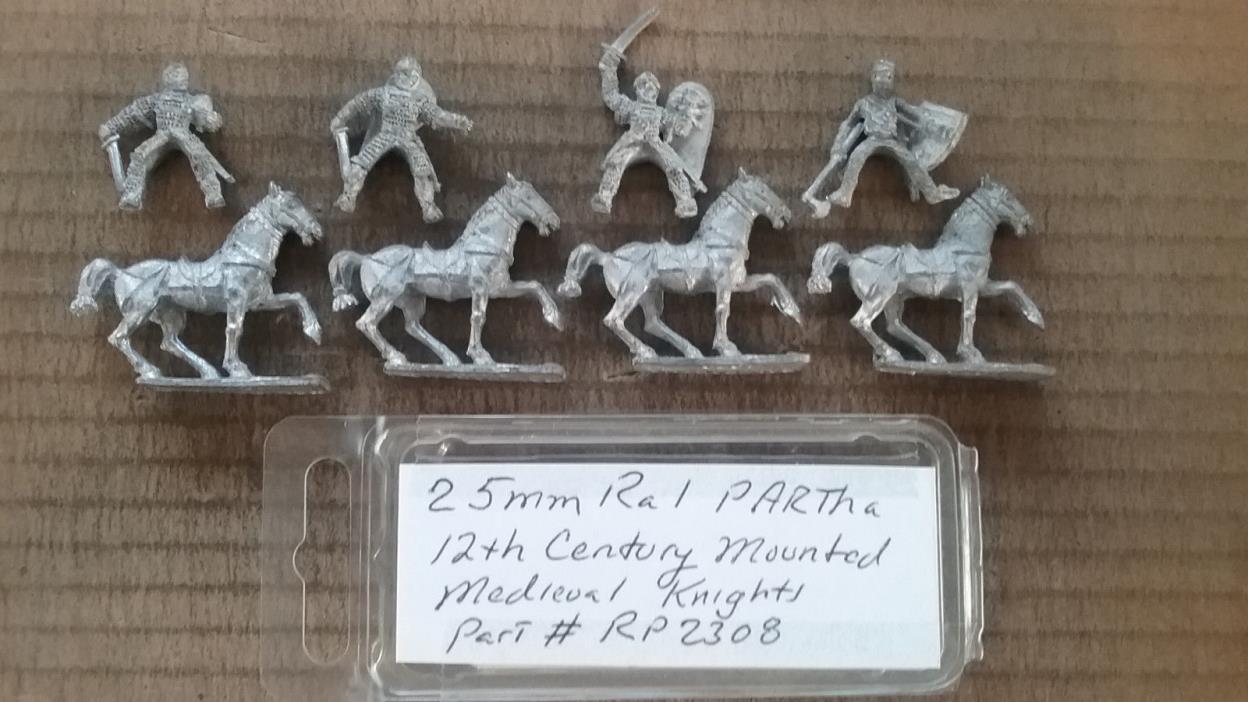 25mm Ral PARTha
12th Century Mounted
Medieval Knights
Part # RP2308